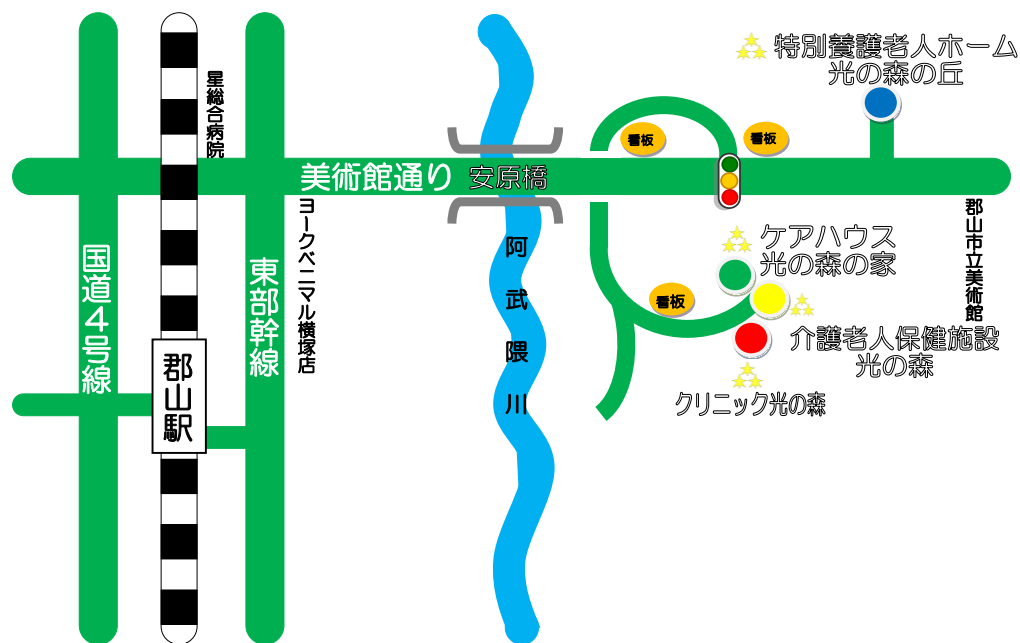 特別養護老人ホーム
光の森の丘
星総合病院
看板
看板
美術館通り
安原橋
郡山市立美術館
ヨークベニマル横塚店
国道4号線
東部幹線
阿武隈川
ケアハウス
光の森の家
看板
介護老人保健施設
光の森
クリニック光の森
郡山駅